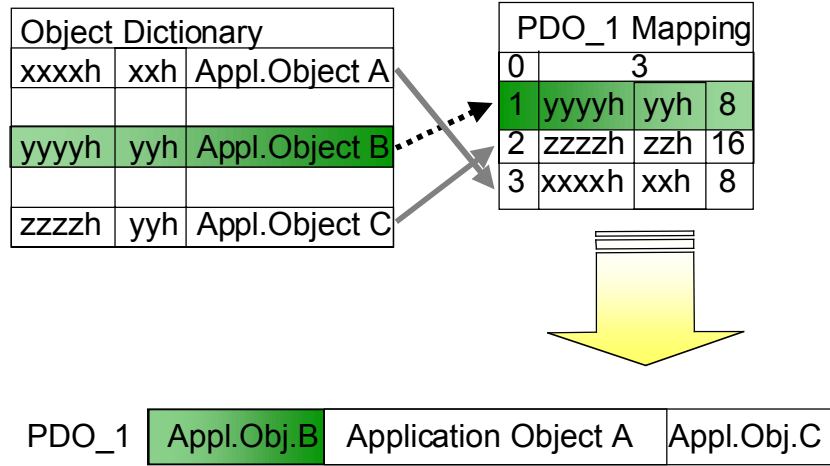 Object Dictionary
xxxxh xxh Appl.Object A
yyyyh yyh Appl.Object B
zzzzh yyh Appl.Object C
PDO_1 Mapping
0 3
1 yyyyh yyh 8
2 zzzzh zzh 16
3 xxxxh xxh 8
PDO_1 Appl.Obj.B Application Object A Appl.Obj.C